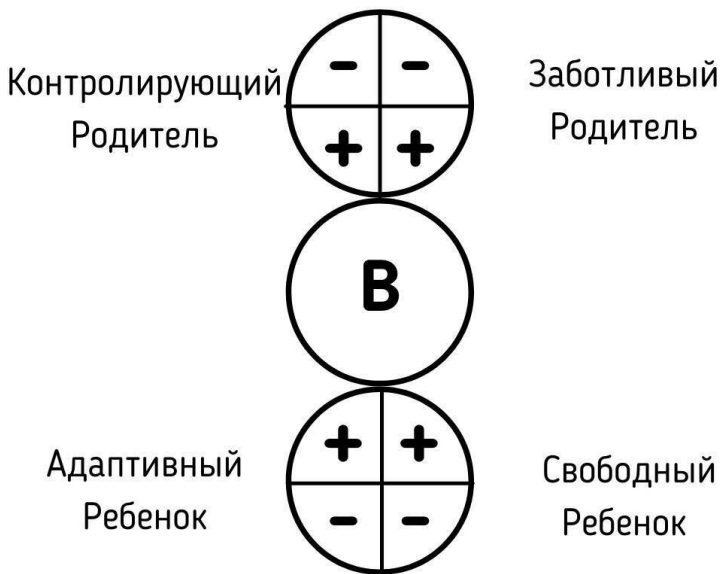 Контролирующий
Родитель
Заботливый
Родитель
- -
+ +
В
+ +
- -
Адаптивный
Ребенок
Свободный
Ребенок